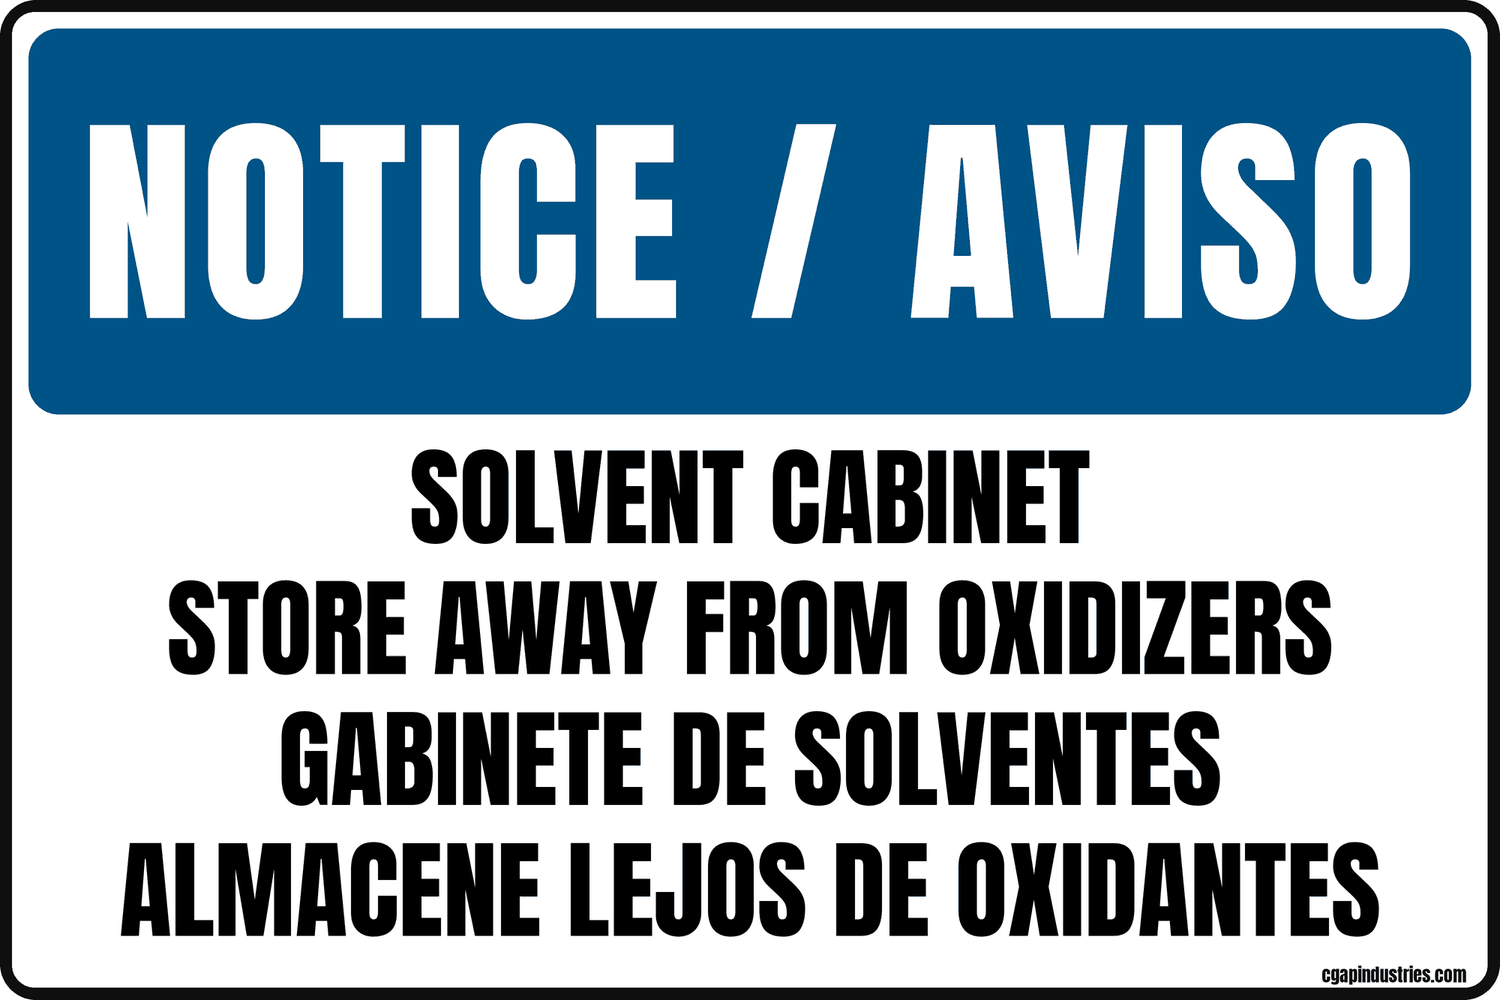 NOTICE / AVISO
SOLVENT CABINET
STORE AWAY FROM OXIDIZERS
GABINETE DE SOLVENTES
ALMACENE LEJOS DE OXIDANTES
cgapindustries.com